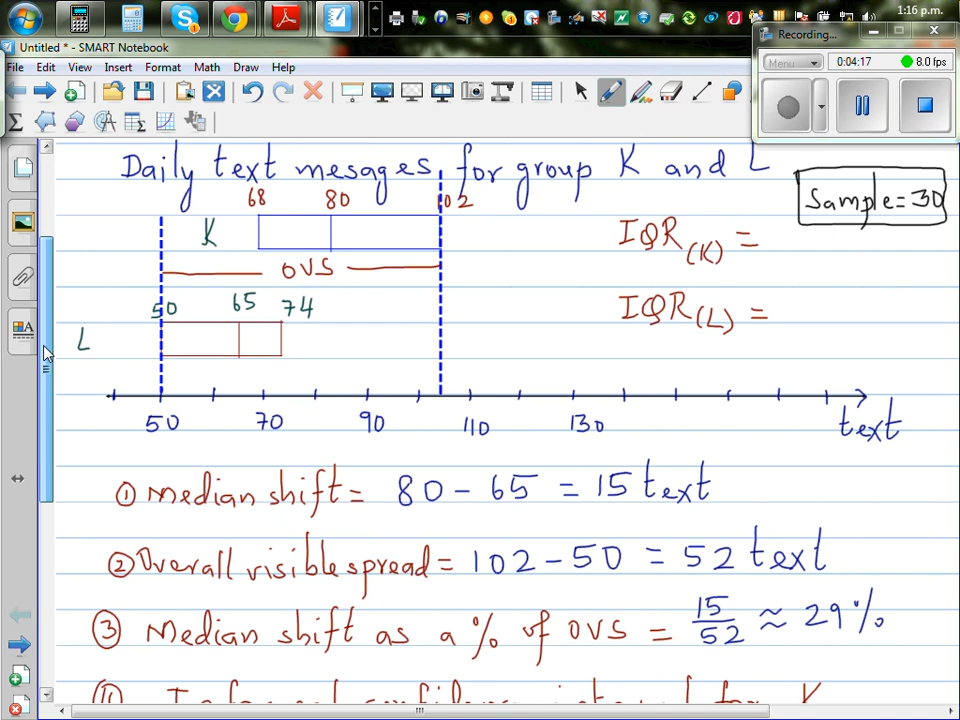 1:16 p.m.
Untitled * - SMART Notebook
Recording...
File Edit View Insert Format Math Draw Help
Menu 0:04:17 8.0 fps
Daily text mesages for group K and L
Sample=30
68 80 102
K
IQR(K) =
OVS
50 65 74
IQR(L) =
L
50 70 90 110 130
text
① Median shift = 80 - 65 = 15 text
② Overall visible spread = 102 - 50 = 52 text
③ Median shift as a % of OVS = 15/52 ≈ 29%